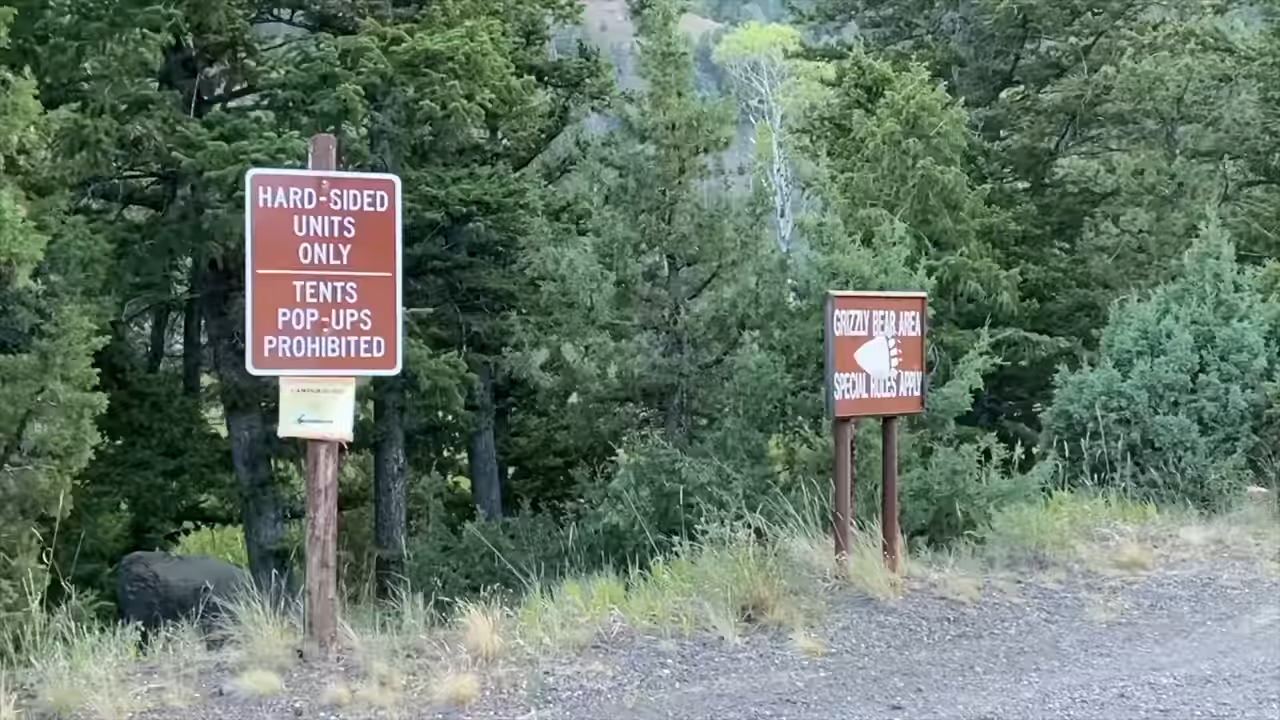 HARD-SIDED
UNITS
ONLY
TENTS
POP-UPS
PROHIBITED
GRIZZLY BEAR AREA
SPECIAL RULES APPLY